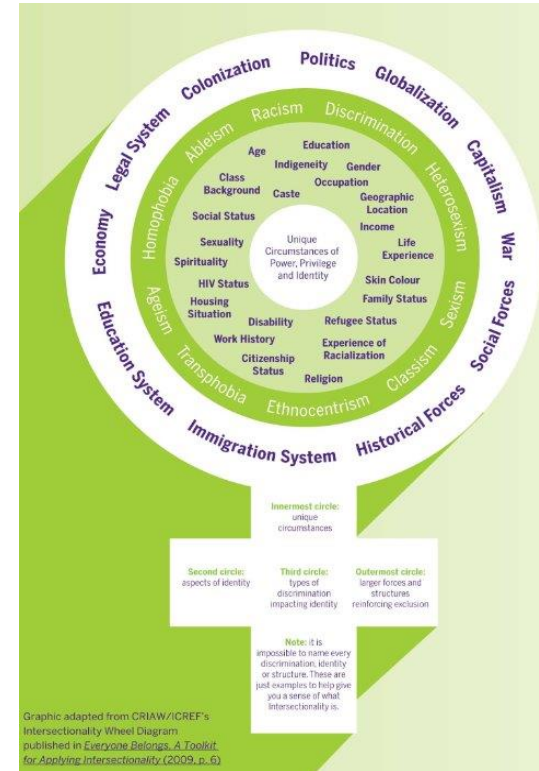 Politics
Globalization
Capitalism
War
Social Forces
Historical Forces
Immigration System
Education System
Economy
Legal System
Colonization
Racism
Discrimination
Heterosexism
Sexism
Classism
Ethnocentrism
Transphobia
Ageism
Homophobia
Ableism
Age
Education
Indigeneity
Gender
Class
Background
Caste
Occupation
Geographic
Location
Social Status
Income
Sexuality
Life
Experience
Spirituality
HIV Status
Skin Colour
Housing
Situation
Family Status
Disability
Refugee Status
Work History
Experience of
Racialization
Citizenship
Status
Religion
Unique
Circumstances of
Power, Privilege
and Identity
Innermost circle:
unique
circumstances
Second circle:
aspects of identity
Third circle:
types of
discrimination
impacting identity
Outermost circle:
larger forces and
structures
reinforcing exclusion
Note: it is
impossible to name every
discrimination, identity
or structure. These are
just examples to help give
you a sense of what
Intersectionality is.
Graphic adapted from CRIAW/ICREF's
Intersectionality Wheel Diagram
published in Everyone Belongs, A Toolkit
for Applying Intersectionality (2009, p. 6)